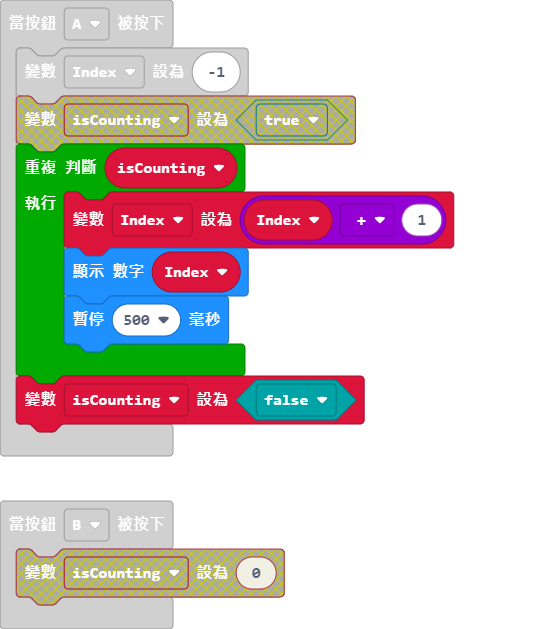 當按鈕 A 被按下
變數 Index 設為 -1
變數 isCounting 設為 true
重複 判斷 isCounting
執行
變數 Index 設為 Index + 1
顯示 數字 Index
暫停 500 毫秒
變數 isCounting 設為 false
當按鈕 B 被按下
變數 isCounting 設為 0